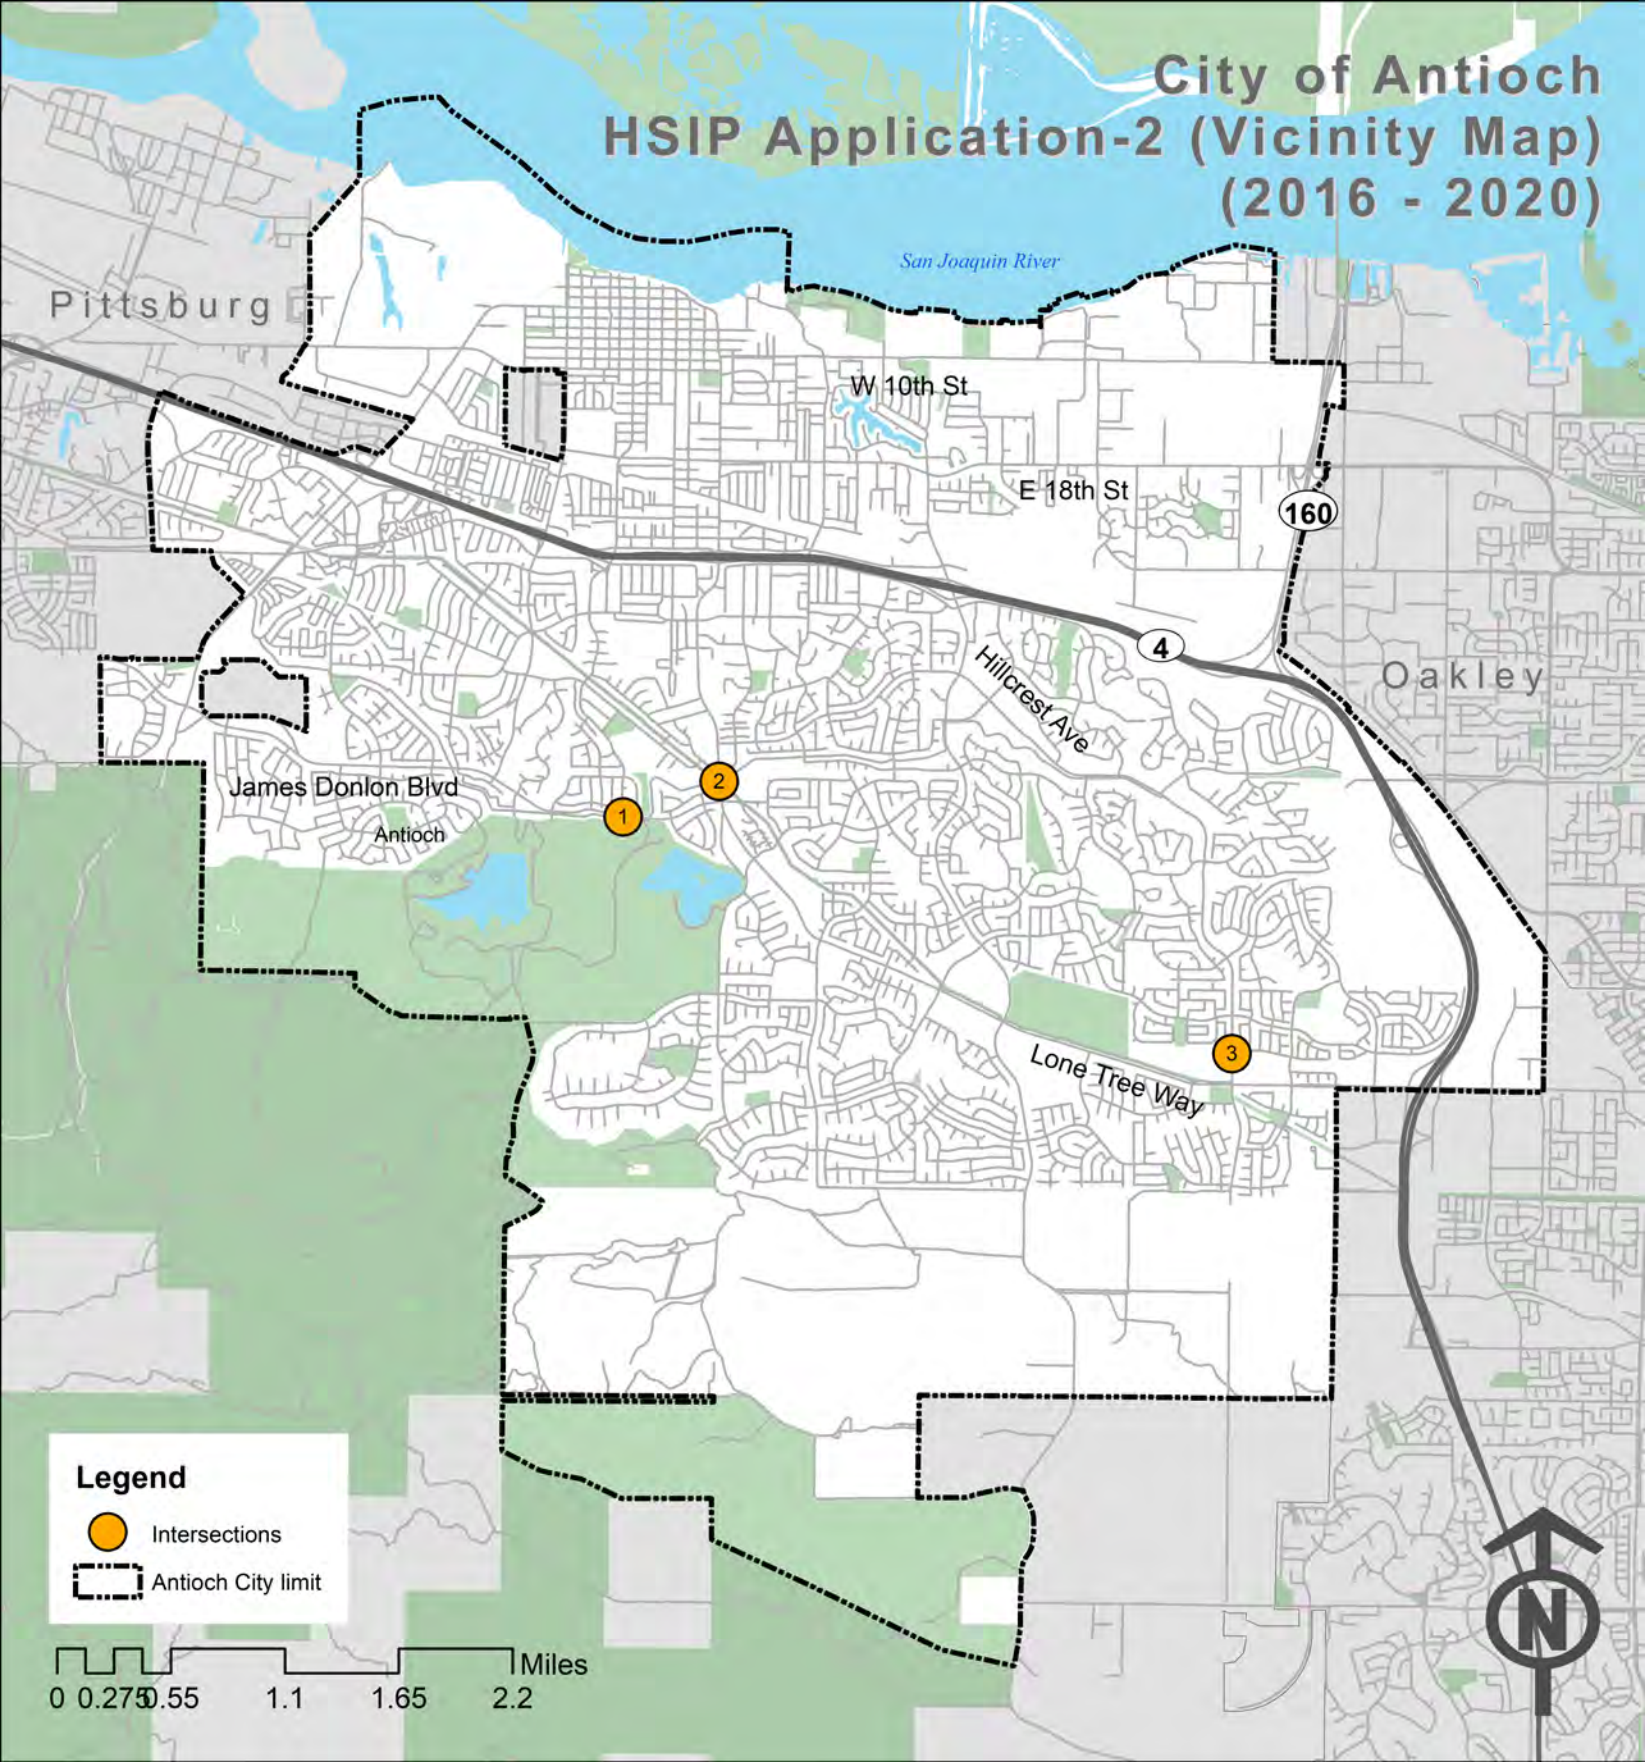 City of Antioch
HSIP Application-2 (Vicinity Map)
(2016 - 2020)
San Joaquin River
Pittsburg
W 10th St
E 18th St
160
4
Oakley
Hillcrest Ave
James Donlon Blvd
Antioch
1
2
3
Lone Tree Way
Legend
Intersections
Antioch City limit
Miles
0 0.275 0.55 1.1 1.65 2.2
N